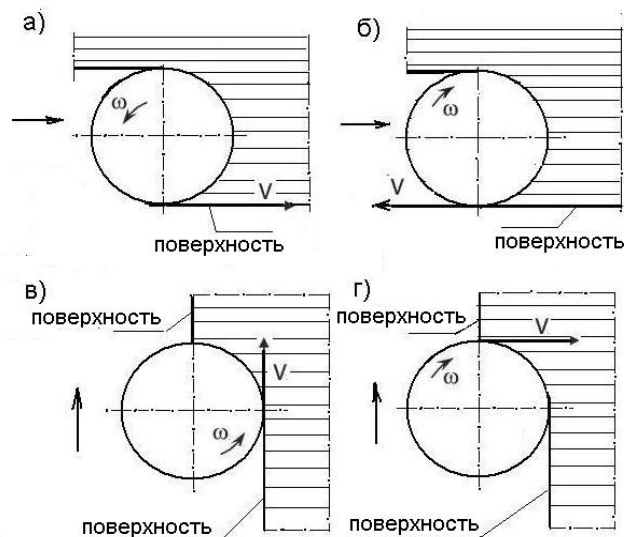 а)
ω
V
поверхность
б)
ω
V
поверхность
в)
поверхность
V
ω
поверхность
г)
поверхность
V
ω
поверхность